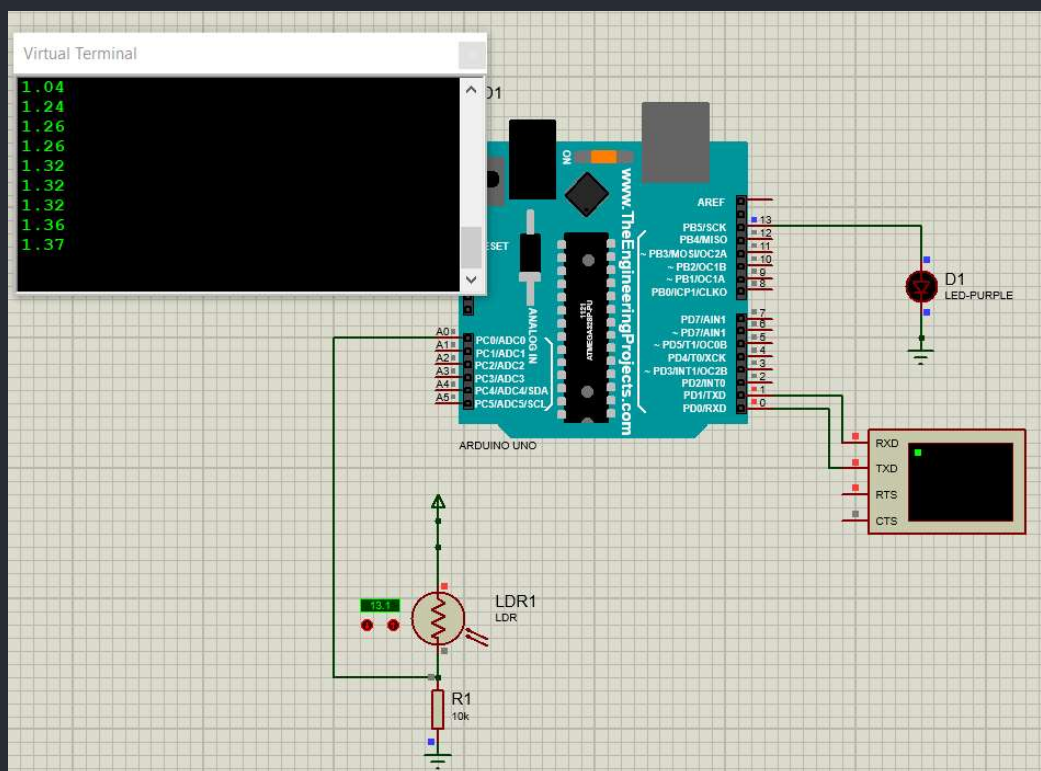 Virtual Terminal
1.04
1.24
1.26
1.26
1.32
1.32
1.32
1.36
1.37
D1
ON
www.TheEngineeringProjects.com
ESET
ANALOG IN
1121
ATMEGA328P-PU
AREF
PB5/SCK
PB4/MISO
~ PB3/MOSI/OC2A
~ PB2/OC1B
~ PB1/OC1A
PB0/ICP1/CLKO
13
12
11
10
9
8
PD7/AIN1
~ PD7/AIN1
~ PD5/T1/OC0B
PD4/T0/XCK
~ PD3/INT1/OC2B
PD2/INT0
PD1/TXD
PD0/RXD
7
6
5
4
3
2
1
0
A0
A1
A2
A3
A4
A5
PC0/ADC0
PC1/ADC1
PC2/ADC2
PC3/ADC3
PC4/ADC4/SDA
PC5/ADC5/SCL
ARDUINO UNO
D1
LED-PURPLE
RXD
TXD
RTS
CTS
13.1
LDR1
LDR
R1
10k